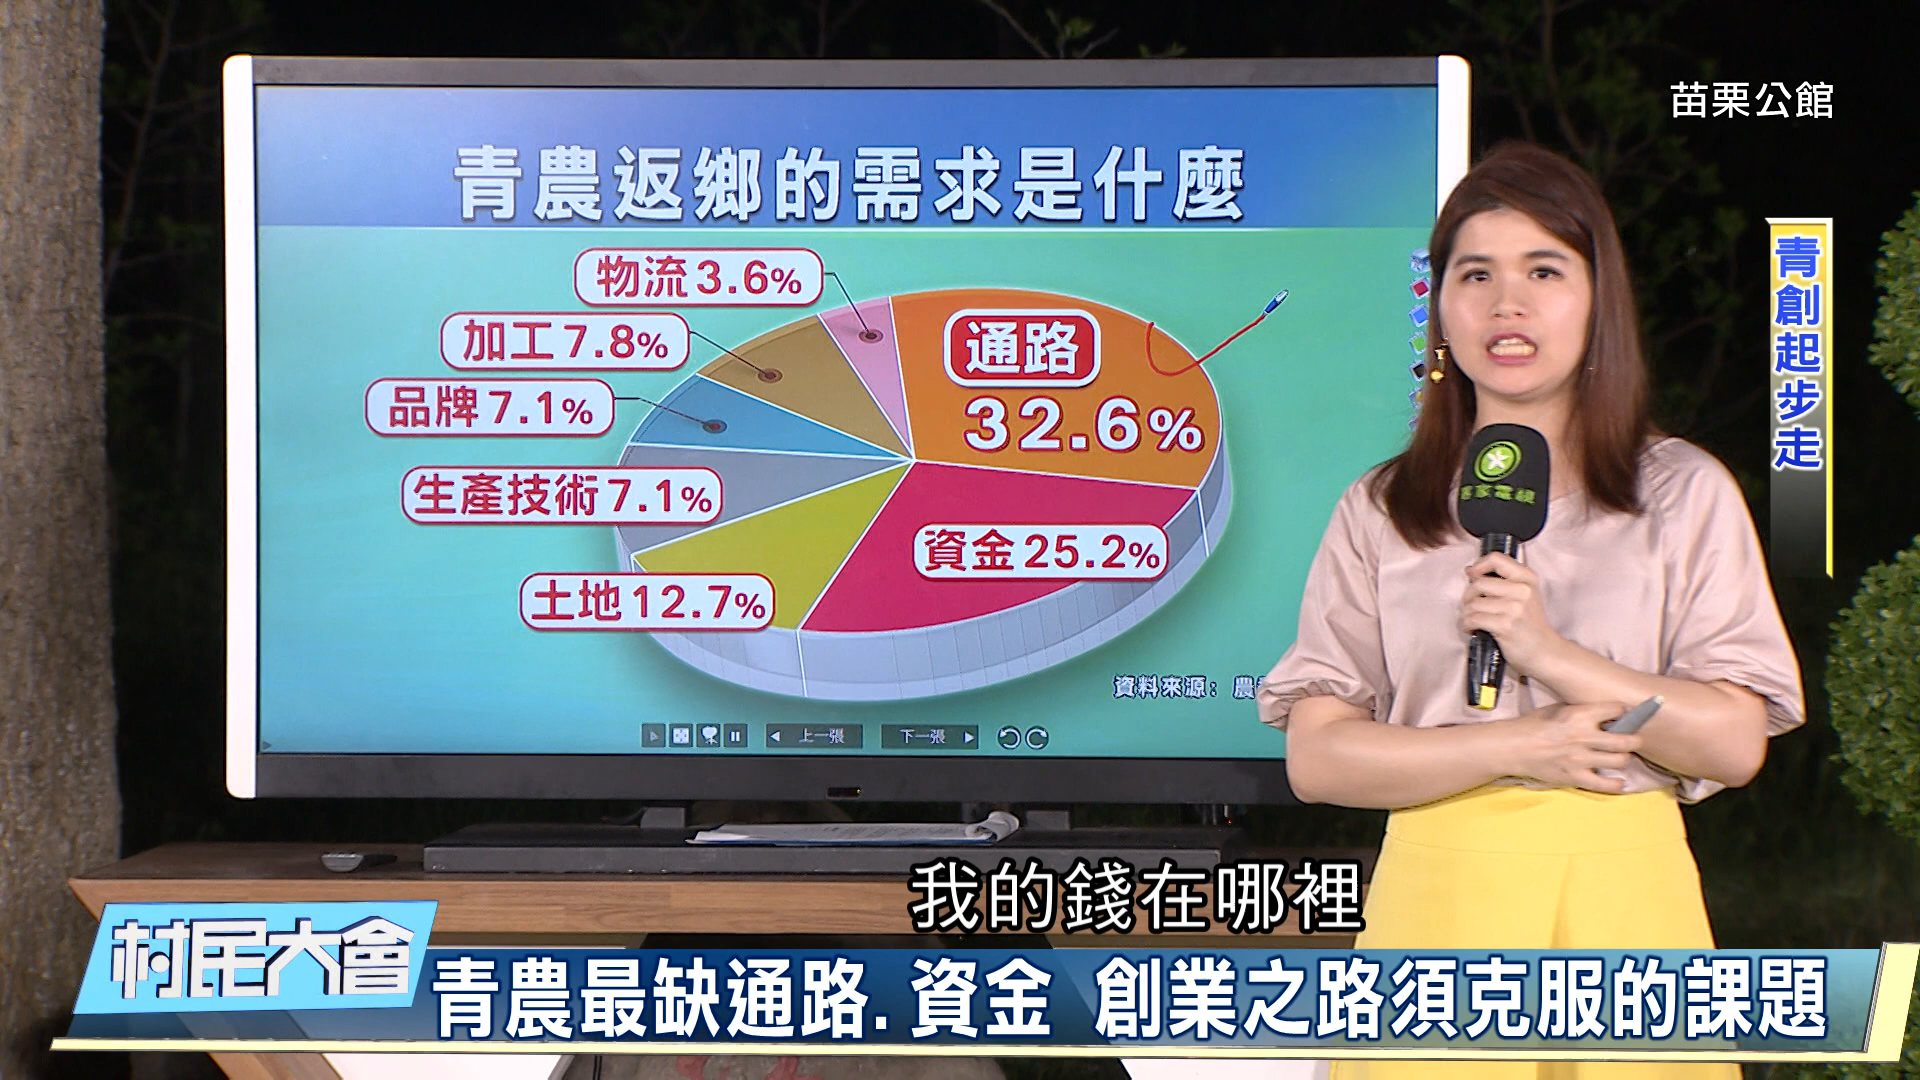 苗栗公館
青創起步走
青農返鄉的需求是什麼
物流3.6%
加工7.8%
品牌7.1%
生產技術7.1%
土地12.7%
通路
32.6%
資金25.2%
資料來源：農
上一張
下一張
客家電視
我的錢在哪裡
村民大會
青農最缺通路.資金 創業之路須克服的課題